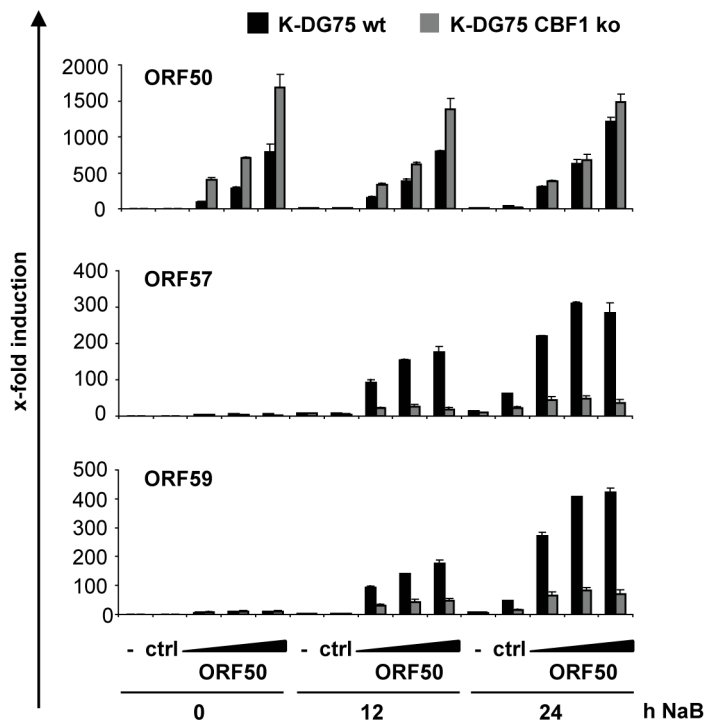 K-DG75 wt K-DG75 CBF1 ko
x-fold induction
ORF50
2000
1500
1000
500
0
ORF57
400
300
200
100
0
ORF59
500
400
300
200
100
0
- ctrl - ctrl - ctrl
ORF50 ORF50 ORF50
0 12 24 h NaB